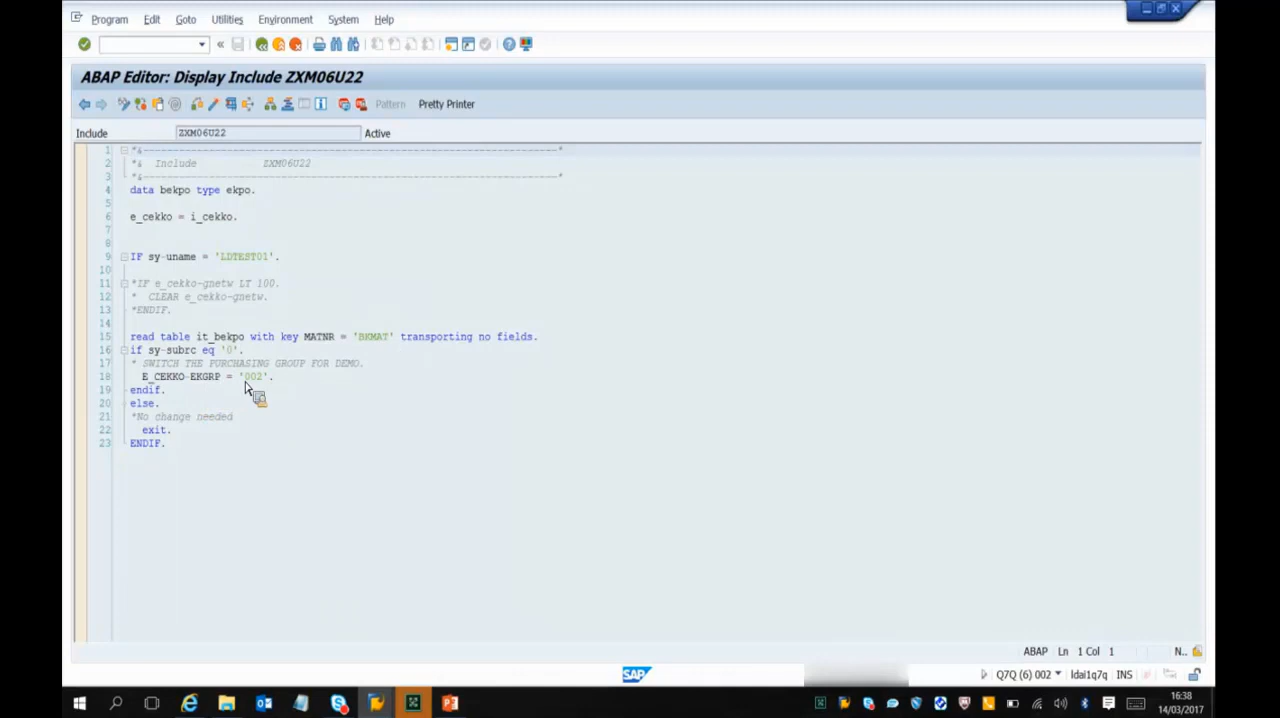 Program Edit Goto Utilities Environment System Help
«
ABAP Editor: Display Include ZXM06U22
Pattern Pretty Printer
Include ZXM06U22 Active
1 *&---------------------------------------------------------------------*
2 *& Include ZXM06U22
3 *&---------------------------------------------------------------------*
4 data bekpo type ekpo.
5
6 e_cekko = i_cekko.
7
8
9 IF sy-uname = 'LDTEST01'.
10
11 *IF e_cekko-gnetw LT 100.
12 * CLEAR e_cekko-gnetw.
13 *ENDIF.
14
15 read table it_bekpo with key MATNR = 'BKMAT' transporting no fields.
16 if sy-subrc eq '0'.
17 * SWITCH THE PURCHASING GROUP FOR DEMO.
18 E_CEKKO-EKGRP = '002'.
19 endif.
20 else.
21 *No change needed
22 exit.
23 ENDIF.
ABAP Ln 1 Col 1 N..
SAP Q7Q (6) 002 ldai1q7q INS
16:38
14/03/2017